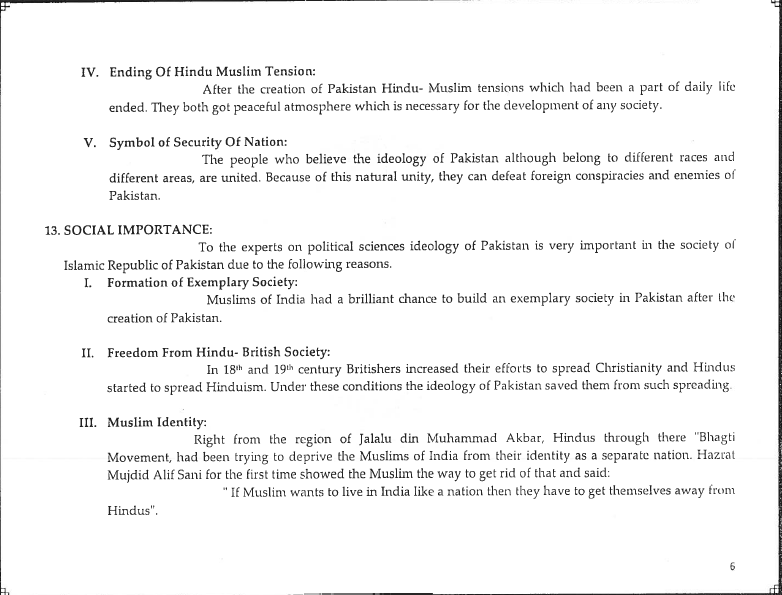 IV. Ending Of Hindu Muslim Tension:
After the creation of Pakistan Hindu- Muslim tensions which had been a part of daily life
ended. They both got peaceful atmosphere which is necessary for the development of any society.
V. Symbol of Security Of Nation:
The people who believe the ideology of Pakistan although belong to different races and
different areas, are united. Because of this natural unity, they can defeat foreign conspiracies and enemies of
Pakistan.
13. SOCIAL IMPORTANCE:
To the experts on political sciences ideology of Pakistan is very important in the society of
Islamic Republic of Pakistan due to the following reasons.
I. Formation of Exemplary Society:
Muslims of India had a brilliant chance to build an exemplary society in Pakistan after the
creation of Pakistan.
II. Freedom From Hindu- British Society:
In 18th and 19th century Britishers increased their efforts to spread Christianity and Hindus
started to spread Hinduism. Under these conditions the ideology of Pakistan saved them from such spreading.
III. Muslim Identity:
Right from the region of Jalalu din Muhammad Akbar, Hindus through there "Bhagti
Movement, had been trying to deprive the Muslims of India from their identity as a separate nation. Hazrat
Mujdid Alif Sani for the first time showed the Muslim the way to get rid of that and said:
" If Muslim wants to live in India like a nation then they have to get themselves away from
Hindus".
6